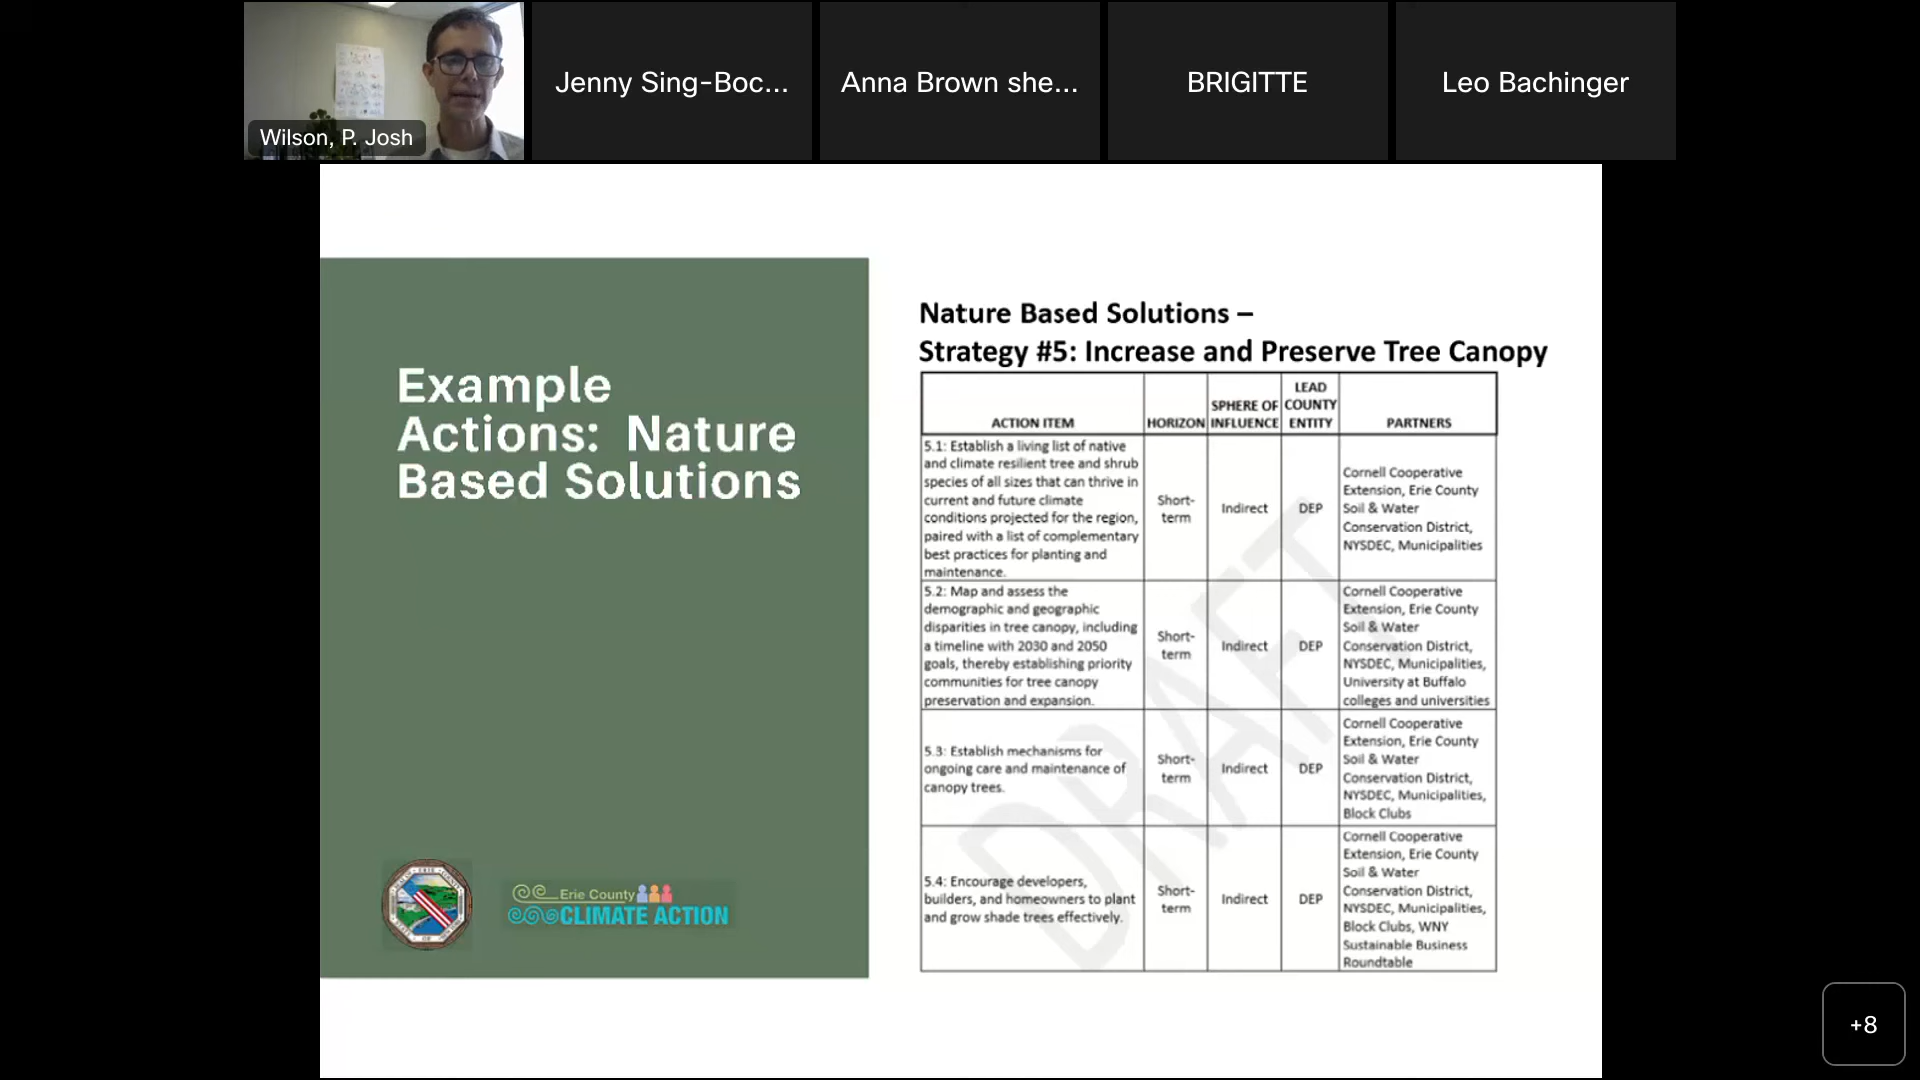 Wilson, P. Josh
Jenny Sing-Boc...
Anna Brown she...
BRIGITTE
Leo Bachinger
Example
Actions: Nature
Based Solutions
Erie County
CLIMATE ACTION
Nature Based Solutions –
Strategy #5: Increase and Preserve Tree Canopy
ACTION ITEM
HORIZON
SPHERE OF
INFLUENCE
LEAD
COUNTY
ENTITY
PARTNERS
5.1: Establish a living list of native
and climate resilient tree and shrub
species of all sizes that can thrive in
current and future climate
conditions projected for the region,
paired with a list of complementary
best practices for planting and
maintenance.
Short-
term
Indirect
DEP
Cornell Cooperative
Extension, Erie County
Soil & Water
Conservation District,
NYSDEC, Municipalities
5.2: Map and assess the
demographic and geographic
disparities in tree canopy, including
a timeline with 2030 and 2050
goals, thereby establishing priority
communities for tree canopy
preservation and expansion.
Short-
term
Indirect
DEP
Cornell Cooperative
Extension, Erie County
Soil & Water
Conservation District,
NYSDEC, Municipalities,
University at Buffalo
colleges and universities
5.3: Establish mechanisms for
ongoing care and maintenance of
canopy trees.
Short-
term
Indirect
DEP
Cornell Cooperative
Extension, Erie County
Soil & Water
Conservation District,
NYSDEC, Municipalities,
Block Clubs
5.4: Encourage developers,
builders, and homeowners to plant
and grow shade trees effectively.
Short-
term
Indirect
DEP
Cornell Cooperative
Extension, Erie County
Soil & Water
Conservation District,
NYSDEC, Municipalities,
Block Clubs, WNY
Sustainable Business
Roundtable
DRAFT
+8